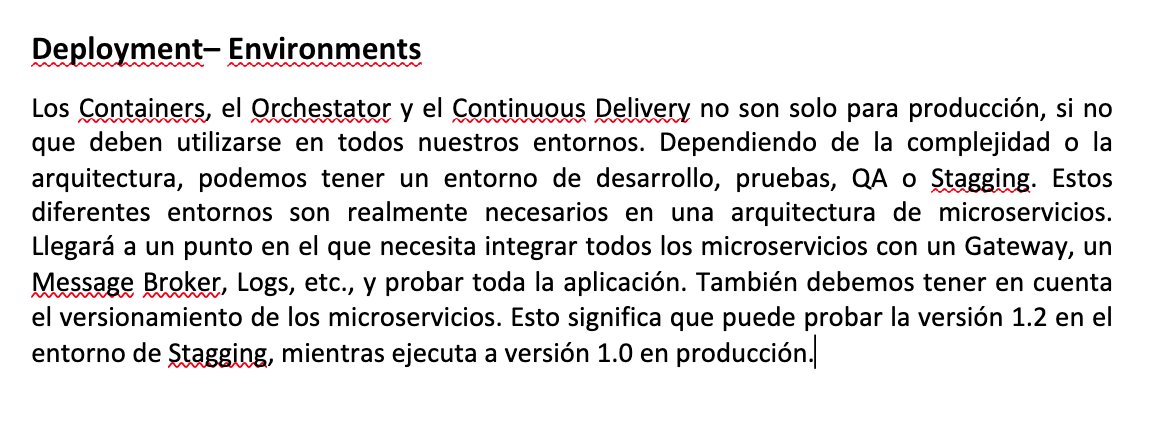 Deployment– Environments
Los Containers, el Orchestator y el Continuous Delivery no son solo para producción, si no
que deben utilizarse en todos nuestros entornos. Dependiendo de la complejidad o la
arquitectura, podemos tener un entorno de desarrollo, pruebas, QA o Stagging. Estos
diferentes entornos son realmente necesarios en una arquitectura de microservicios.
Llegará a un punto en el que necesita integrar todos los microservicios con un Gateway, un
Message Broker, Logs, etc., y probar toda la aplicación. También debemos tener en cuenta
el versionamiento de los microservicios. Esto significa que puede probar la versión 1.2 en el
entorno de Stagging, mientras ejecuta a versión 1.0 en producción.